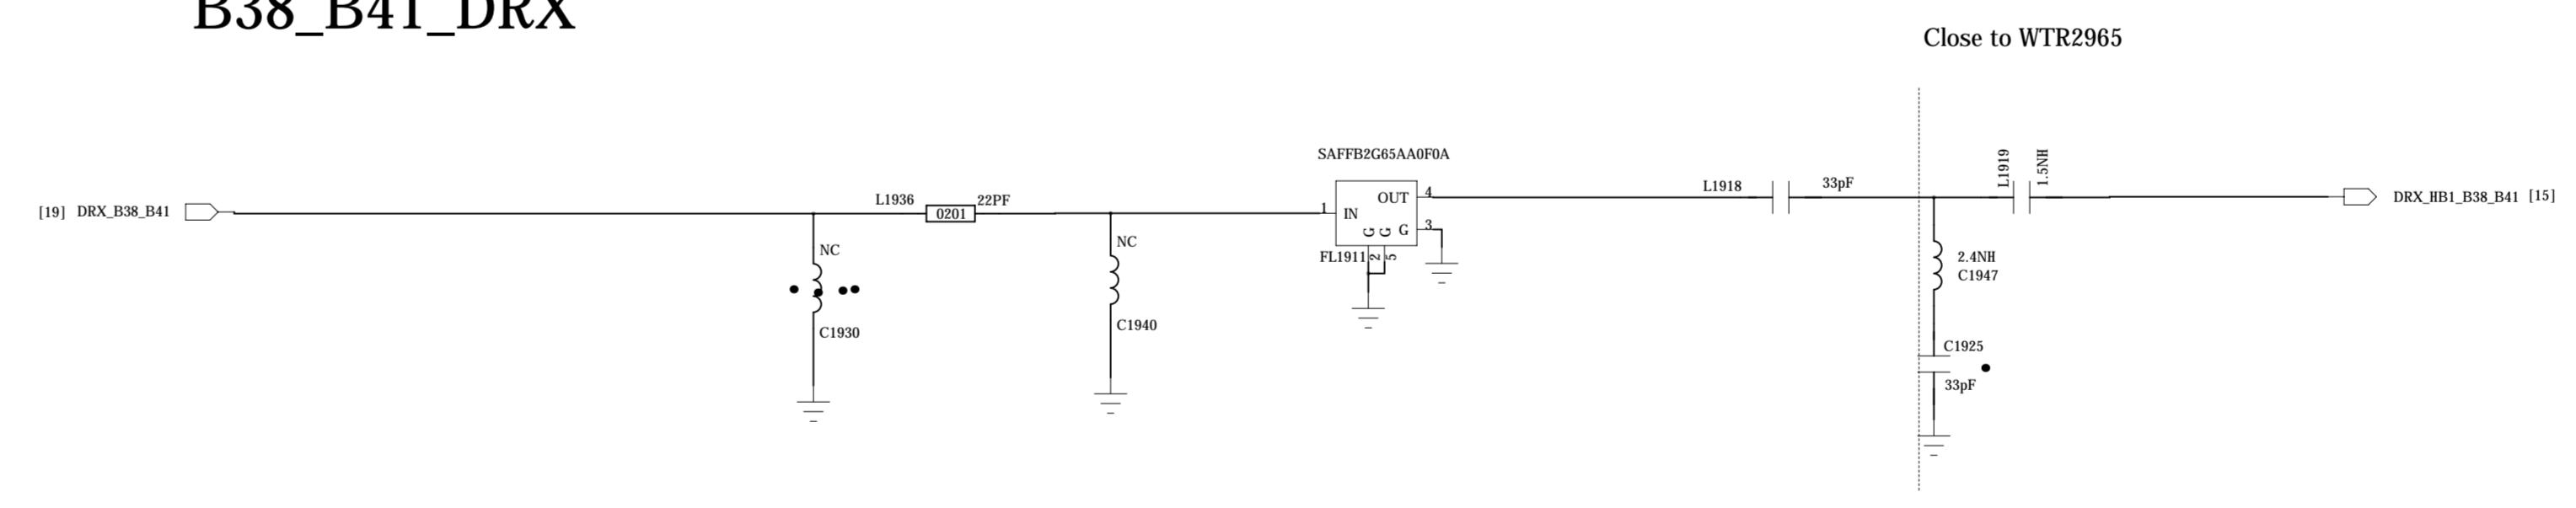 B38_B41_DRX
Close to WTR2965
SAFFB2G65AA0F0A
[19] DRX_B38_B41
L1936
0201
22PF
NC
C1930
NC
C1940
1
IN
OUT
4
G
G
G
3
FL1911
2
5
L1918
33pF
L1919
1.5NH
DRX_HB1_B38_B41 [15]
2.4NH
C1947
C1925
33pF